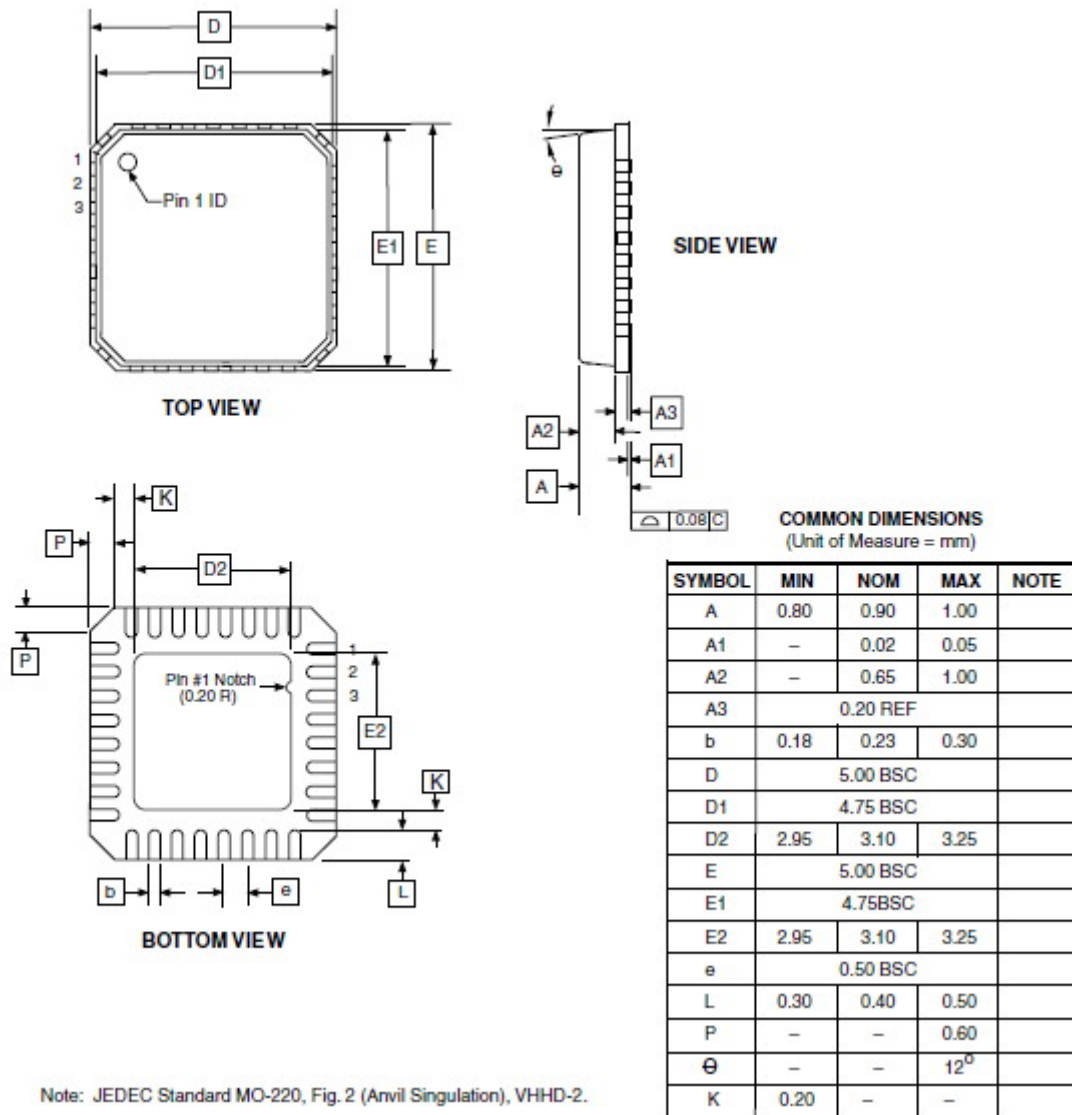 D
D1
1
2
3
Pin 1 ID
E1
E
TOP VIEW
Ɵ
SIDE VIEW
A3
A2
A1
A
0.08 C
K
P
D2
P
1
2
3
Pin #1 Notch
(0.20 R)
E2
K
b
e
L
BOTTOM VIEW
COMMON DIMENSIONS
(Unit of Measure = mm)
SYMBOL MIN NOM MAX NOTE
A 0.80 0.90 1.00
A1 – 0.02 0.05
A2 – 0.65 1.00
A3 0.20 REF
b 0.18 0.23 0.30
D 5.00 BSC
D1 4.75 BSC
D2 2.95 3.10 3.25
E 5.00 BSC
E1 4.75BSC
E2 2.95 3.10 3.25
e 0.50 BSC
L 0.30 0.40 0.50
P – – 0.60
Ɵ – – 12°
K 0.20 – –
Note: JEDEC Standard MO-220, Fig. 2 (Anvil Singulation), VHHD-2.